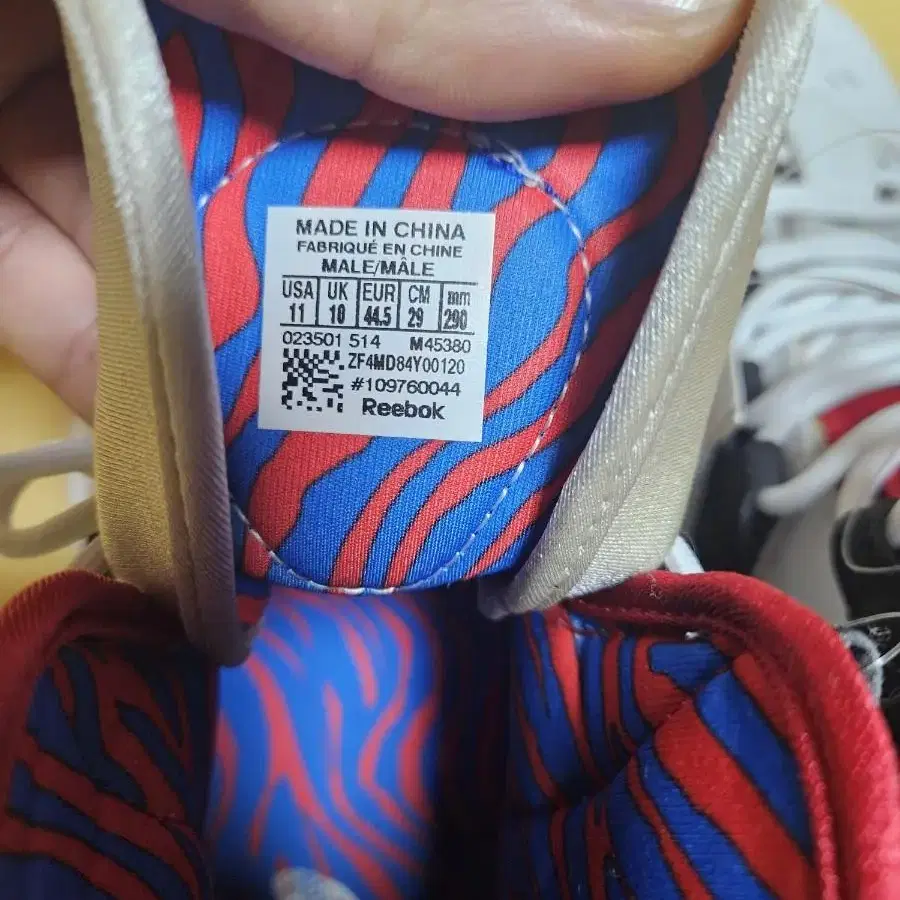 MADE IN CHINA
FABRIQUÉ EN CHINE
MALE/MÂLE
USA UK EUR CM mm
11 10 44.5 29 290
023501 514 M45380
ZF4MD84Y00120
#109760044
Reebok